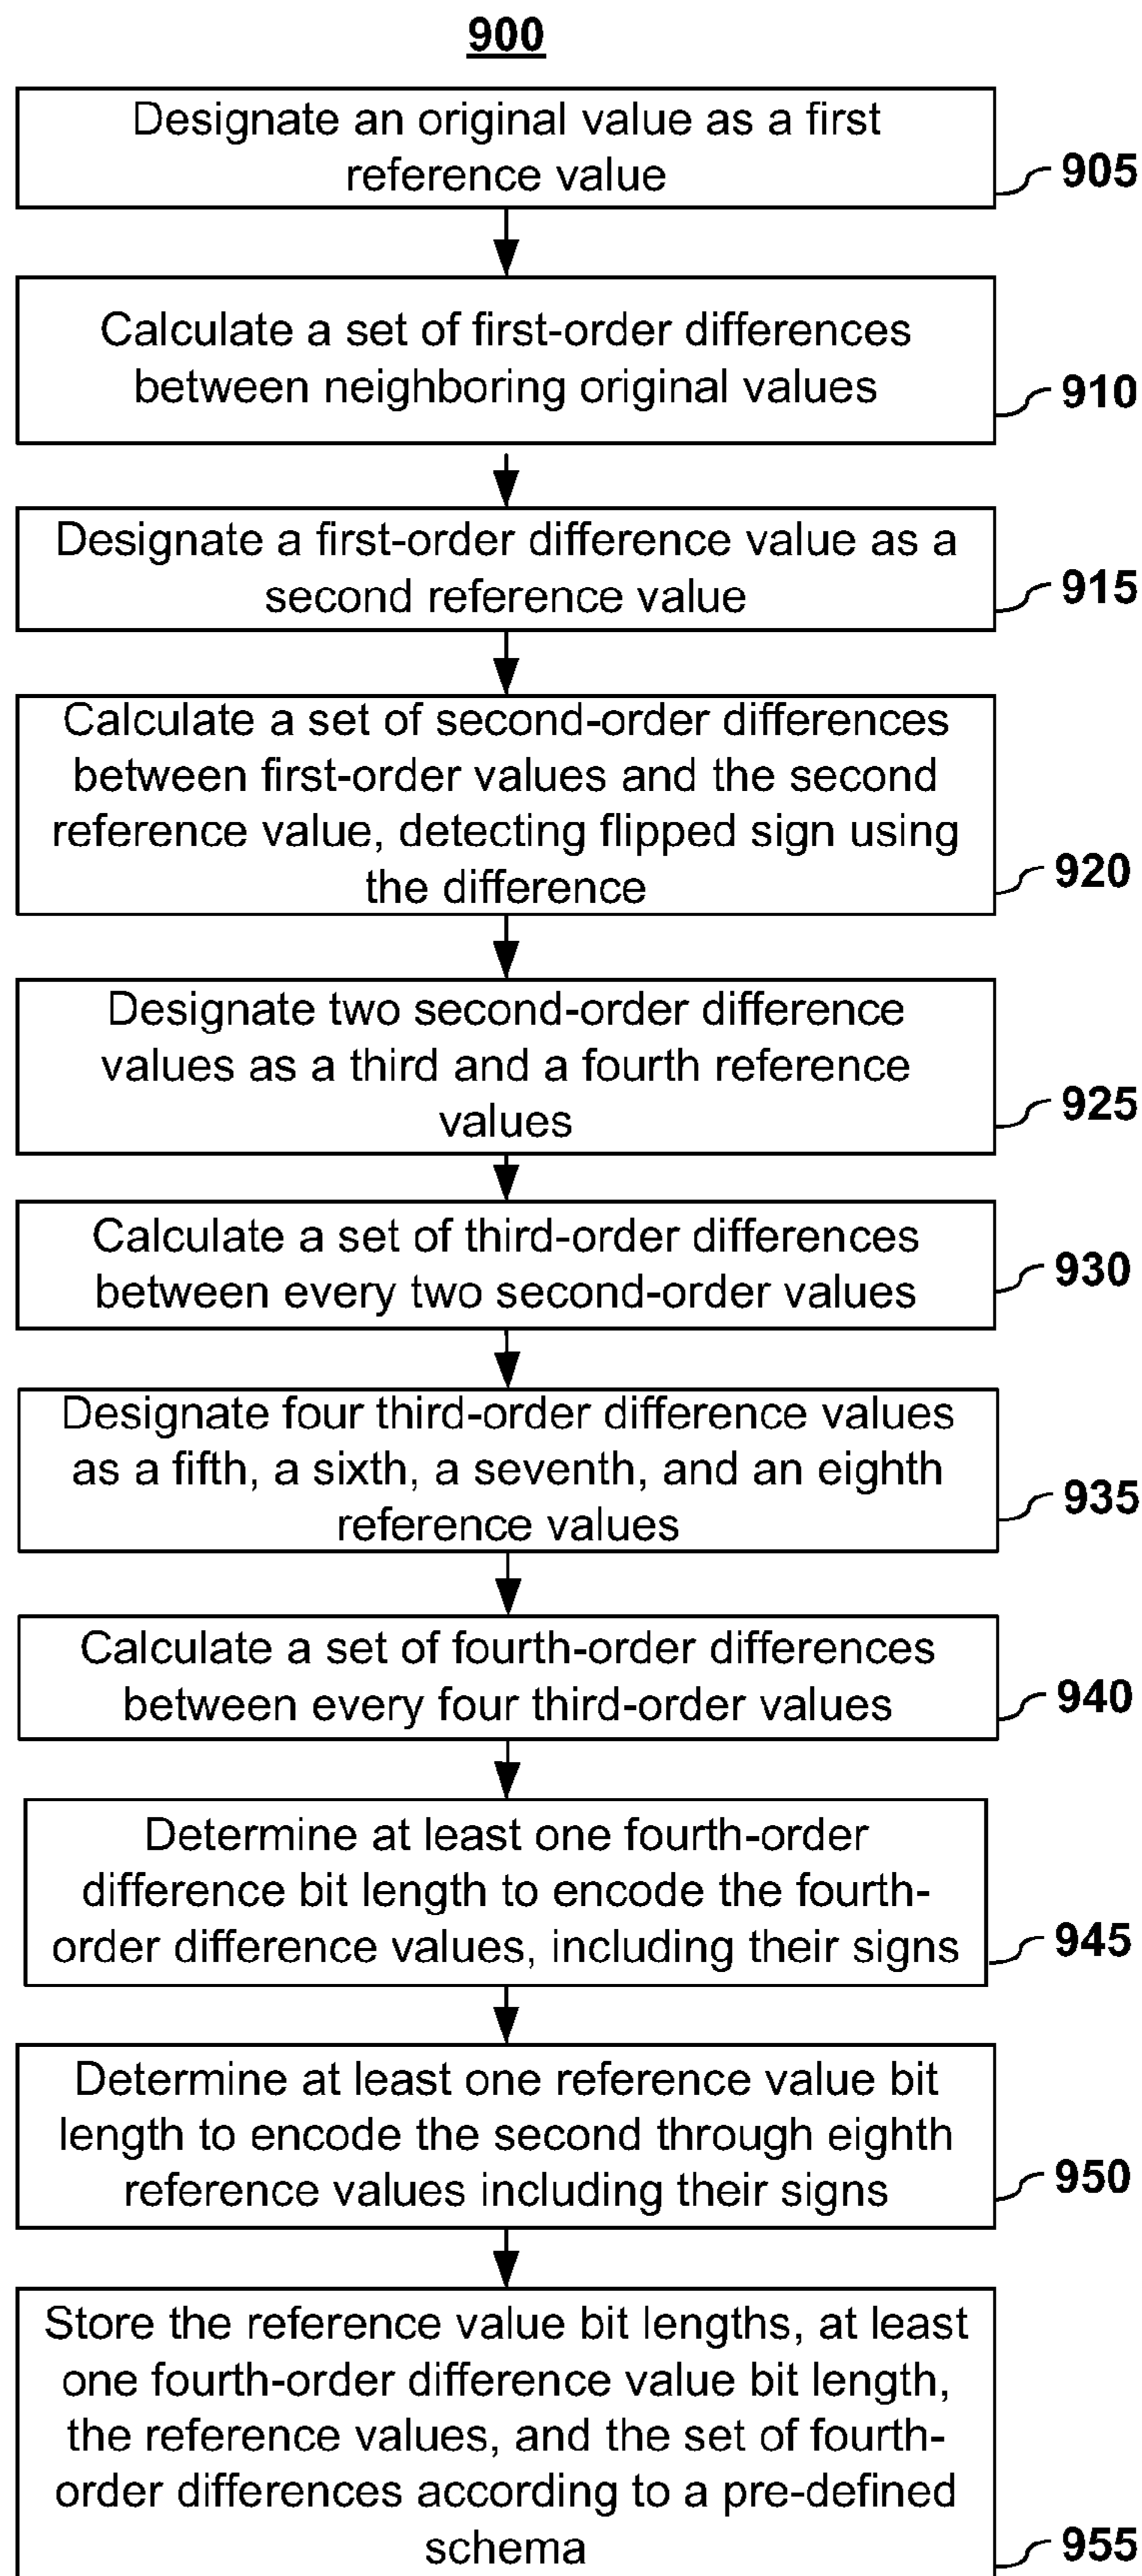 900
Designate an original value as a first
reference value
905
Calculate a set of first-order differences
between neighboring original values
910
Designate a first-order difference value as a
second reference value
915
Calculate a set of second-order differences
between first-order values and the second
reference value, detecting flipped sign using
the difference
920
Designate two second-order difference
values as a third and a fourth reference
values
925
Calculate a set of third-order differences
between every two second-order values
930
Designate four third-order difference values
as a fifth, a sixth, a seventh, and an eighth
reference values
935
Calculate a set of fourth-order differences
between every four third-order values
940
Determine at least one fourth-order
difference bit length to encode the fourth-
order difference values, including their signs
945
Determine at least one reference value bit
length to encode the second through eighth
reference values including their signs
950
Store the reference value bit lengths, at least
one fourth-order difference value bit length,
the reference values, and the set of fourth-
order differences according to a pre-defined
schema
955